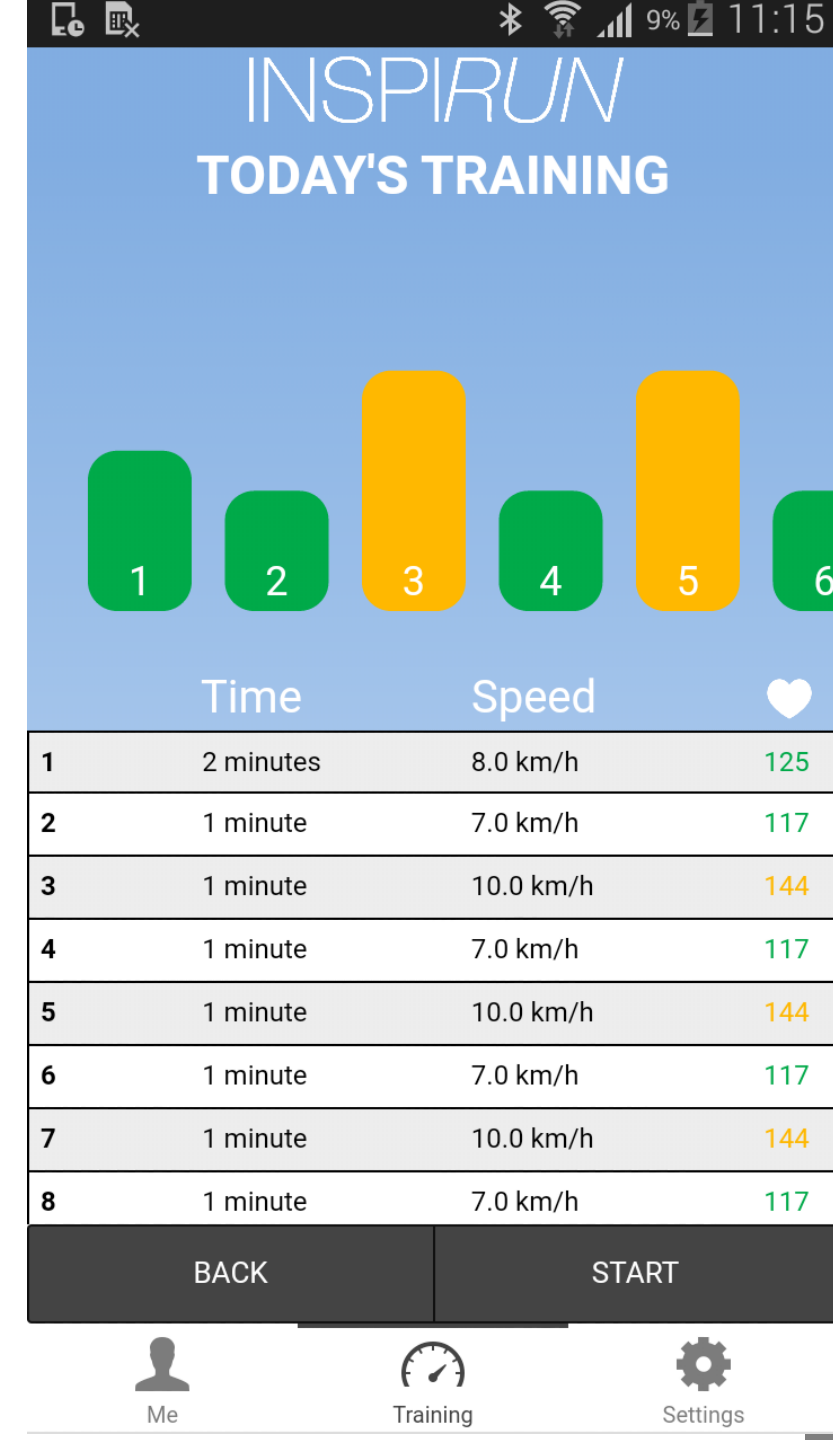 9% 11:15
INSPIRUN
TODAY'S TRAINING
1 2 3 4 5 6
Time Speed
1 2 minutes 8.0 km/h 125
2 1 minute 7.0 km/h 117
3 1 minute 10.0 km/h 144
4 1 minute 7.0 km/h 117
5 1 minute 10.0 km/h 144
6 1 minute 7.0 km/h 117
7 1 minute 10.0 km/h 144
8 1 minute 7.0 km/h 117
BACK START
Me Training Settings